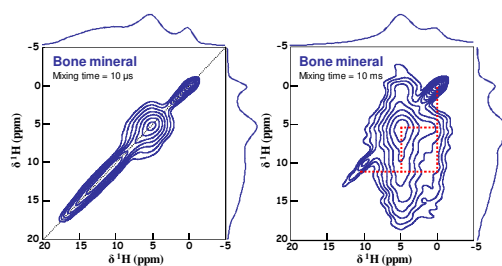 -5
Bone mineral
Mixing time = 10 μs
0
5
10
15
20
δ ¹H (ppm)
20 15 10 5 0 -5
δ ¹H (ppm)
-5
Bone mineral
Mixing time = 10 ms
0
5
10
15
20
δ ¹H (ppm)
20 15 10 5 0 -5
δ ¹H (ppm)